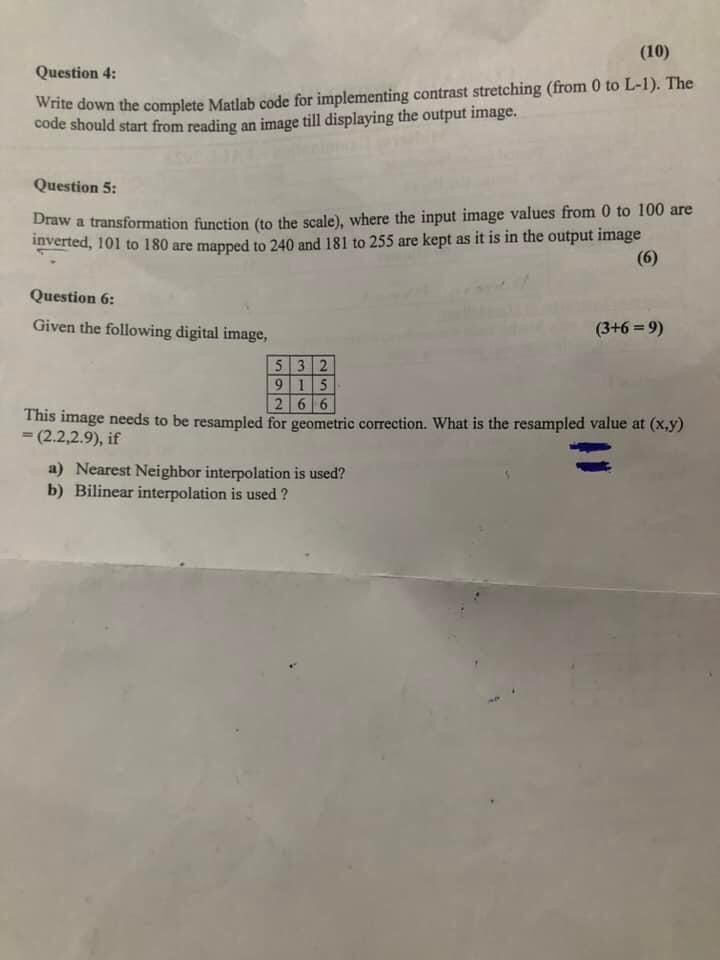 (10)
Question 4:
Write down the complete Matlab code for implementing contrast stretching (from 0 to L-1). The
code should start from reading an image till displaying the output image.
Question 5:
Draw a transformation function (to the scale), where the input image values from 0 to 100 are
inverted, 101 to 180 are mapped to 240 and 181 to 255 are kept as it is in the output image
(6)
Question 6:
Given the following digital image,
(3+6 = 9)
5 3 2
9 1 5
2 6 6
This image needs to be resampled for geometric correction. What is the resampled value at (x,y)
= (2.2,2.9), if
a) Nearest Neighbor interpolation is used?
b) Bilinear interpolation is used ?